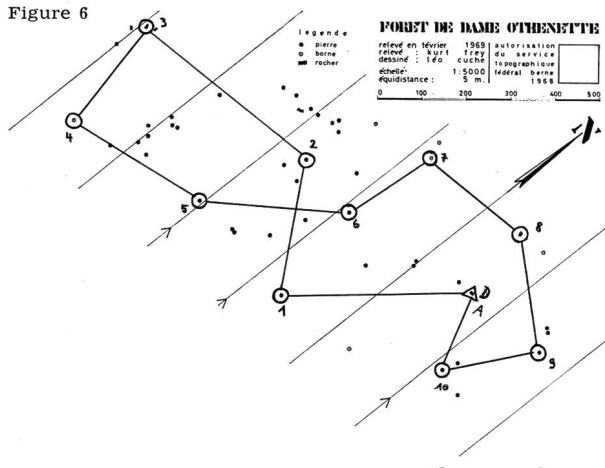 Figure 6
legende
pierre
borne
rocher
FORET DE DAME OTHENETTE
relevé en février 1969
relevé : kurt frey
dessiné : léo cuche
échelle 1:5000
équidistance : 5 m.
autorisation
du service
topographique
fédéral berne
1968
0 100 200 300 400 500
3
4
2
7
5
6
8
1
D
A
9
10